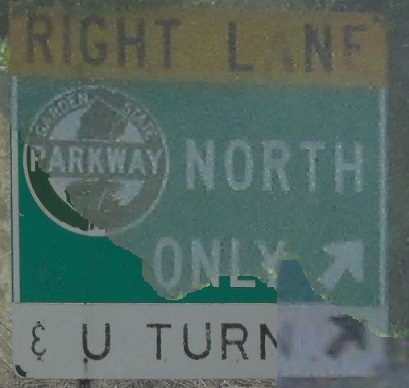 RIGHT LANE
GARDEN STATE
PARKWAY
NORTH
ONLY
& U TURN